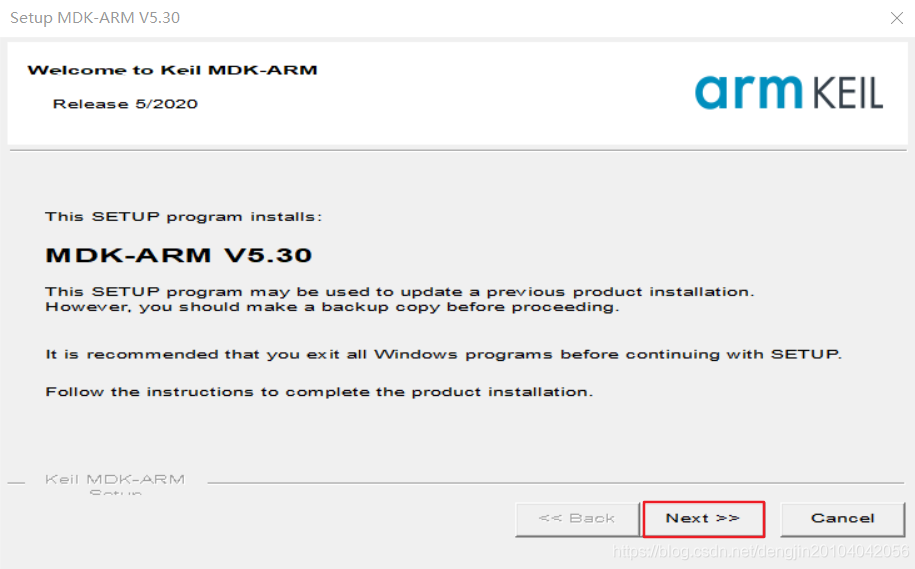 Setup MDK-ARM V5.30
Welcome to Keil MDK-ARM
Release 5/2020
arm KEIL
This SETUP program installs:
MDK-ARM V5.30
This SETUP program may be used to update a previous product installation.
However, you should make a backup copy before proceeding.
It is recommended that you exit all Windows programs before continuing with SETUP.
Follow the instructions to complete the product installation.
Keil MDK-ARM
Setup
<< Back
Next >>
Cancel
https://blog.csdn.net/dengjin20104042056